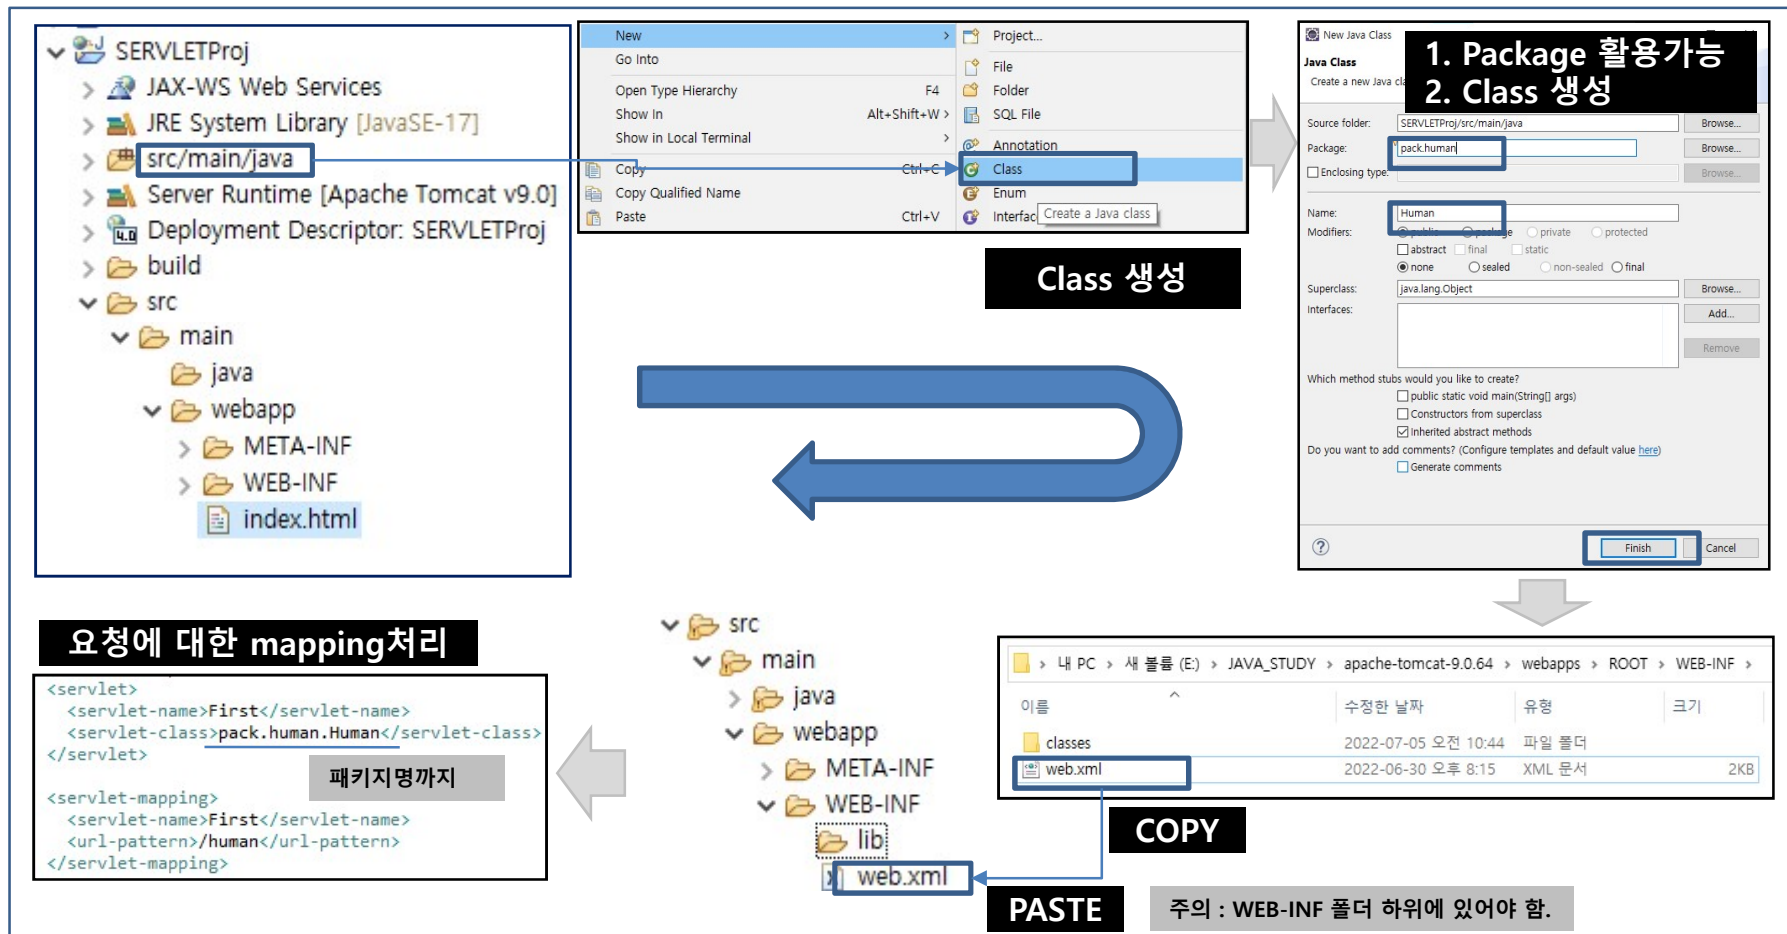 SERVLETProj
JAX-WS Web Services
JRE System Library [JavaSE-17]
src/main/java
Server Runtime [Apache Tomcat v9.0]
Deployment Descriptor: SERVLETProj
build
src
main
java
webapp
META-INF
WEB-INF
index.html
New
Go Into
Open Type Hierarchy F4
Show In Alt+Shift+W
Show in Local Terminal
Copy Ctrl+C
Copy Qualified Name
Paste Ctrl+V
Project...
File
Folder
SQL File
Annotation
Class
Enum
Interfac
Create a Java class
Class 생성
New Java Class
Java Class
Create a new Java cl
1. Package 활용가능
2. Class 생성
Source folder: SERVLETProj/src/main/java Browse...
Package: pack.human Browse...
Enclosing type: Browse...
Name: Human
Modifiers: public package private protected
abstract final static
none sealed non-sealed final
Superclass: java.lang.Object Browse...
Interfaces: Add...
Remove
Which method stubs would you like to create?
public static void main(String[] args)
Constructors from superclass
Inherited abstract methods
Do you want to add comments? (Configure templates and default value here)
Generate comments
? Finish Cancel
내 PC > 새 볼륨 (E:) > JAVA_STUDY > apache-tomcat-9.0.64 > webapps > ROOT > WEB-INF >
이름 수정한 날짜 유형 크기
classes 2022-07-05 오전 10:44 파일 폴더
web.xml 2022-06-30 오후 8:15 XML 문서 2KB
COPY
src
main
java
webapp
META-INF
WEB-INF
lib
web.xml
PASTE
주의 : WEB-INF 폴더 하위에 있어야 함.
요청에 대한 mapping처리
<servlet>
<servlet-name>First</servlet-name>
<servlet-class>pack.human.Human</servlet-class>
</servlet>
패키지명까지
<servlet-mapping>
<servlet-name>First</servlet-name>
<url-pattern>/human</url-pattern>
</servlet-mapping>